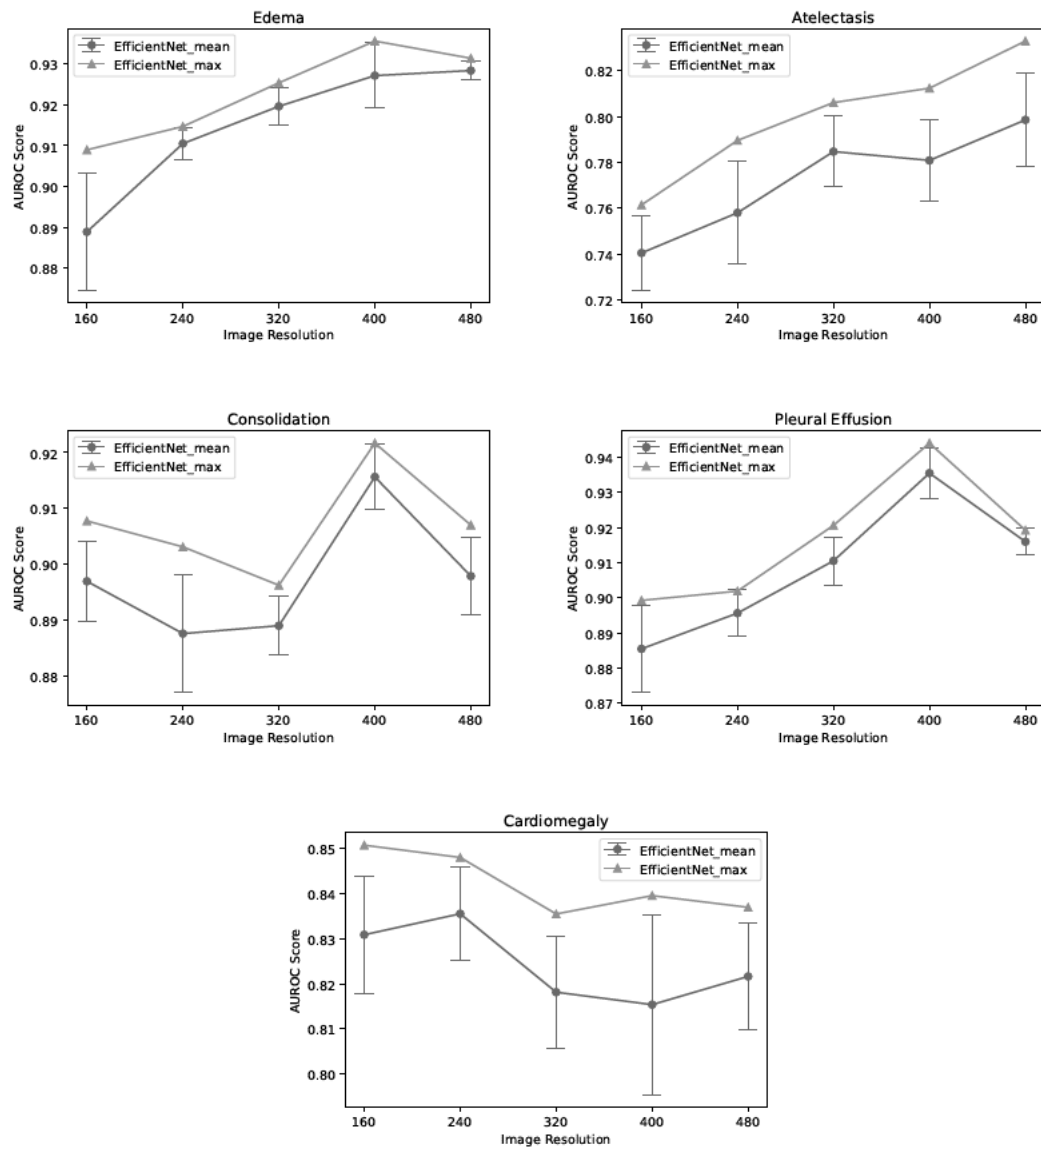 Edema
EfficientNet_mean
EfficientNet_max
AUROC Score
0.93
0.92
0.91
0.90
0.89
0.88
160 240 320 400 480
Image Resolution
Atelectasis
EfficientNet_mean
EfficientNet_max
AUROC Score
0.82
0.80
0.78
0.76
0.74
0.72
160 240 320 400 480
Image Resolution
Consolidation
EfficientNet_mean
EfficientNet_max
AUROC Score
0.92
0.91
0.90
0.89
0.88
160 240 320 400 480
Image Resolution
Pleural Effusion
EfficientNet_mean
EfficientNet_max
AUROC Score
0.94
0.93
0.92
0.91
0.90
0.89
0.88
0.87
160 240 320 400 480
Image Resolution
Cardiomegaly
EfficientNet_mean
EfficientNet_max
AUROC Score
0.85
0.84
0.83
0.82
0.81
0.80
160 240 320 400 480
Image Resolution